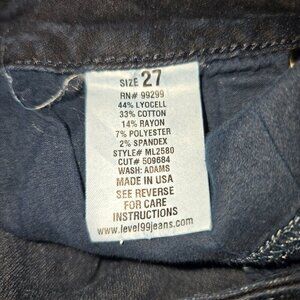 SIZE 27
RN# 99299
44% LYOCELL
33% COTTON
14% RAYON
7% POLYESTER
2% SPANDEX
STYLE# ML2580
CUT# 509684
WASH: ADAMS
MADE IN USA
SEE REVERSE
FOR CARE
INSTRUCTIONS
www.level99jeans.com